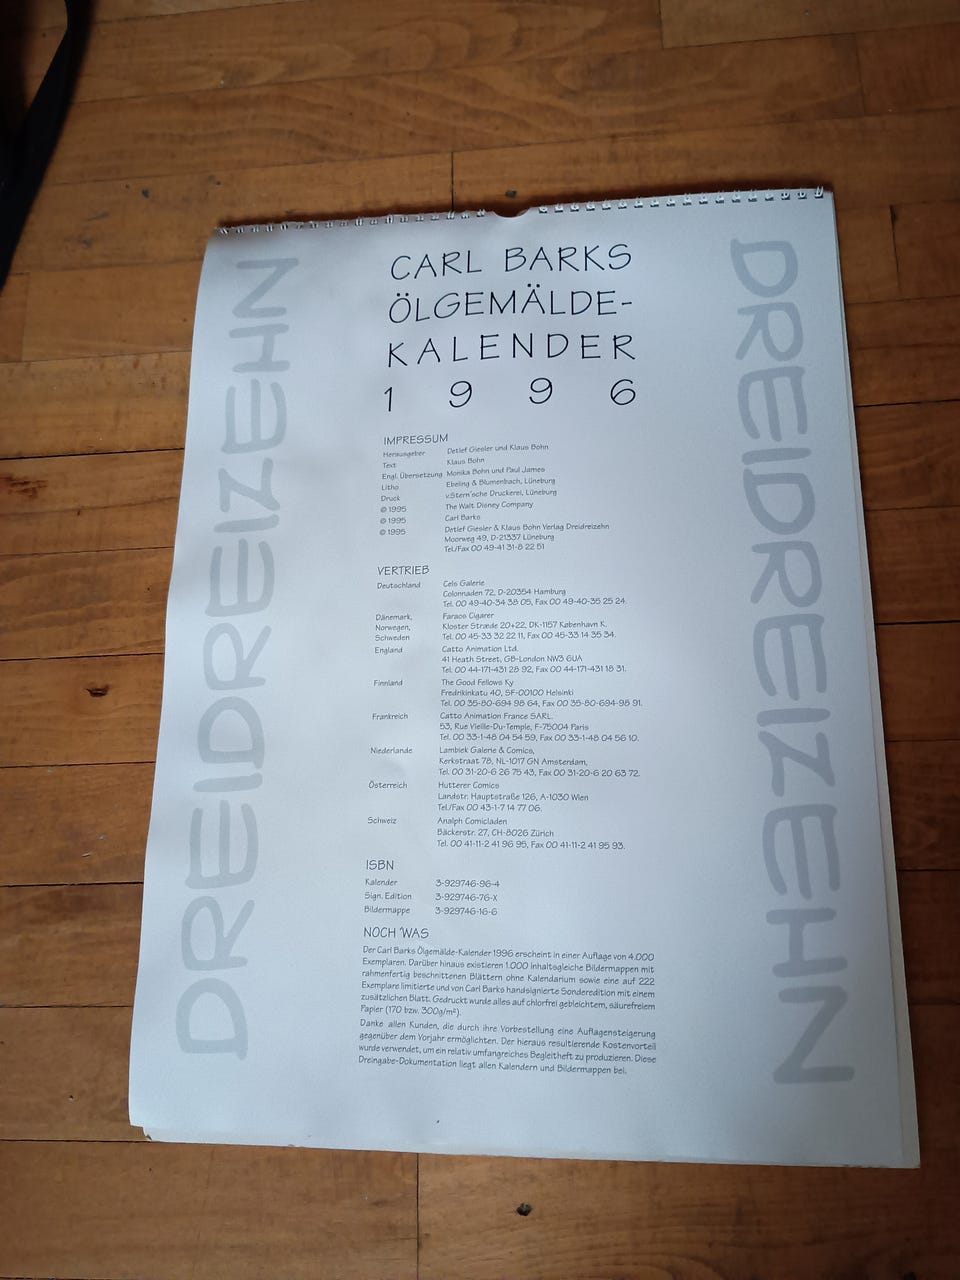 DREIDREIZEHN
CARL BARKS
ÖLGEMÄLDE-
KALENDER
1996
IMPRESSUM
Herausgeber Detlef Giesler und Klaus Bohn
Text Klaus Bohn
Engl. Übersetzung Monika Bohn und Paul James
Litho Ebeling & Blumenbach, Lüneburg
Druck v.Stern'sche Druckerei, Lüneburg
© 1995 The Walt Disney Company
© 1995 Carl Barks
© 1995 Detlef Giesler & Klaus Bohn Verlag Dreidreizehn
Moorweg 49, D-21337 Lüneburg
Tel./Fax 00 49-41 31-8 22 51
VERTRIEB
Deutschland Cels Galerie
Colonnaden 72, D-20354 Hamburg
Tel. 00 49-40-34 38 05, Fax 00 49-40-35 25 24.
Dänemark, Faraos Cigarer
Norwegen, Kloster Stræde 20+22, DK-1157 København K.
Schweden Tel. 00 45-33 32 22 11, Fax 00 45-33 14 35 34.
England Catto Animation Ltd.
41 Heath Street, GB-London NW3 6UA
Tel. 00 44-171-431 28 92, Fax 00 44-171-431 18 31.
Finnland The Good Fellows Ky
Fredrikinkatu 40, SF-00100 Helsinki
Tel. 00 35-80-694 98 64, Fax 00 35-80-694-98 91.
Frankreich Catto Animation France SARL.
53, Rue Vieille-Du-Temple, F-75004 Paris
Tel. 00 33-1-48 04 54 59, Fax 00 33-1-48 04 56 10.
Niederlande Lambiek Galerie & Comics,
Kerkstraat 78, NL-1017 GN Amsterdam,
Tel. 00 31-20-6 26 75 43, Fax 00 31-20-6 20 63 72.
Österreich Hutterer Comics
Landstr. Hauptstraße 126, A-1030 Wien
Tel./Fax 00 43-1-7 14 77 06.
Schweiz Analph Comicladen
Bäckerstr. 27, CH-8026 Zürich
Tel. 00 41-11-2 41 96 95, Fax 00 41-11-2 41 95 93.
ISBN
Kalender 3-929746-96-4
Sign. Edition 3-929746-76-X
Bildermappe 3-929746-16-6
NOCH 'WAS
Der Carl Barks Ölgemälde-Kalender 1996 erscheint in einer Auflage von 4.000
Exemplaren. Darüber hinaus existieren 1.000 inhaltsgleiche Bildermappen mit
rahmenfertig beschnittenen Blättern ohne Kalendarium sowie eine auf 222
Exemplare limitierte und von Carl Barks handsignierte Sonderedition mit einem
zusätzlichen Blatt. Gedruckt wurde alles auf chlorfrei gebleichtem, säurefreiem
Papier (170 bzw. 300g/m²).
Danke allen Kunden, die durch ihre Vorbestellung eine Auflagensteigerung
gegenüber dem Vorjahr ermöglichten. Der hieraus resultierende Kostenvorteil
wurde verwendet, um ein relativ umfangreiches Begleitheft zu produzieren. Diese
Dreingabe-Dokumentation liegt allen Kalendern und Bildermappen bei.
DREIDREIZEHN